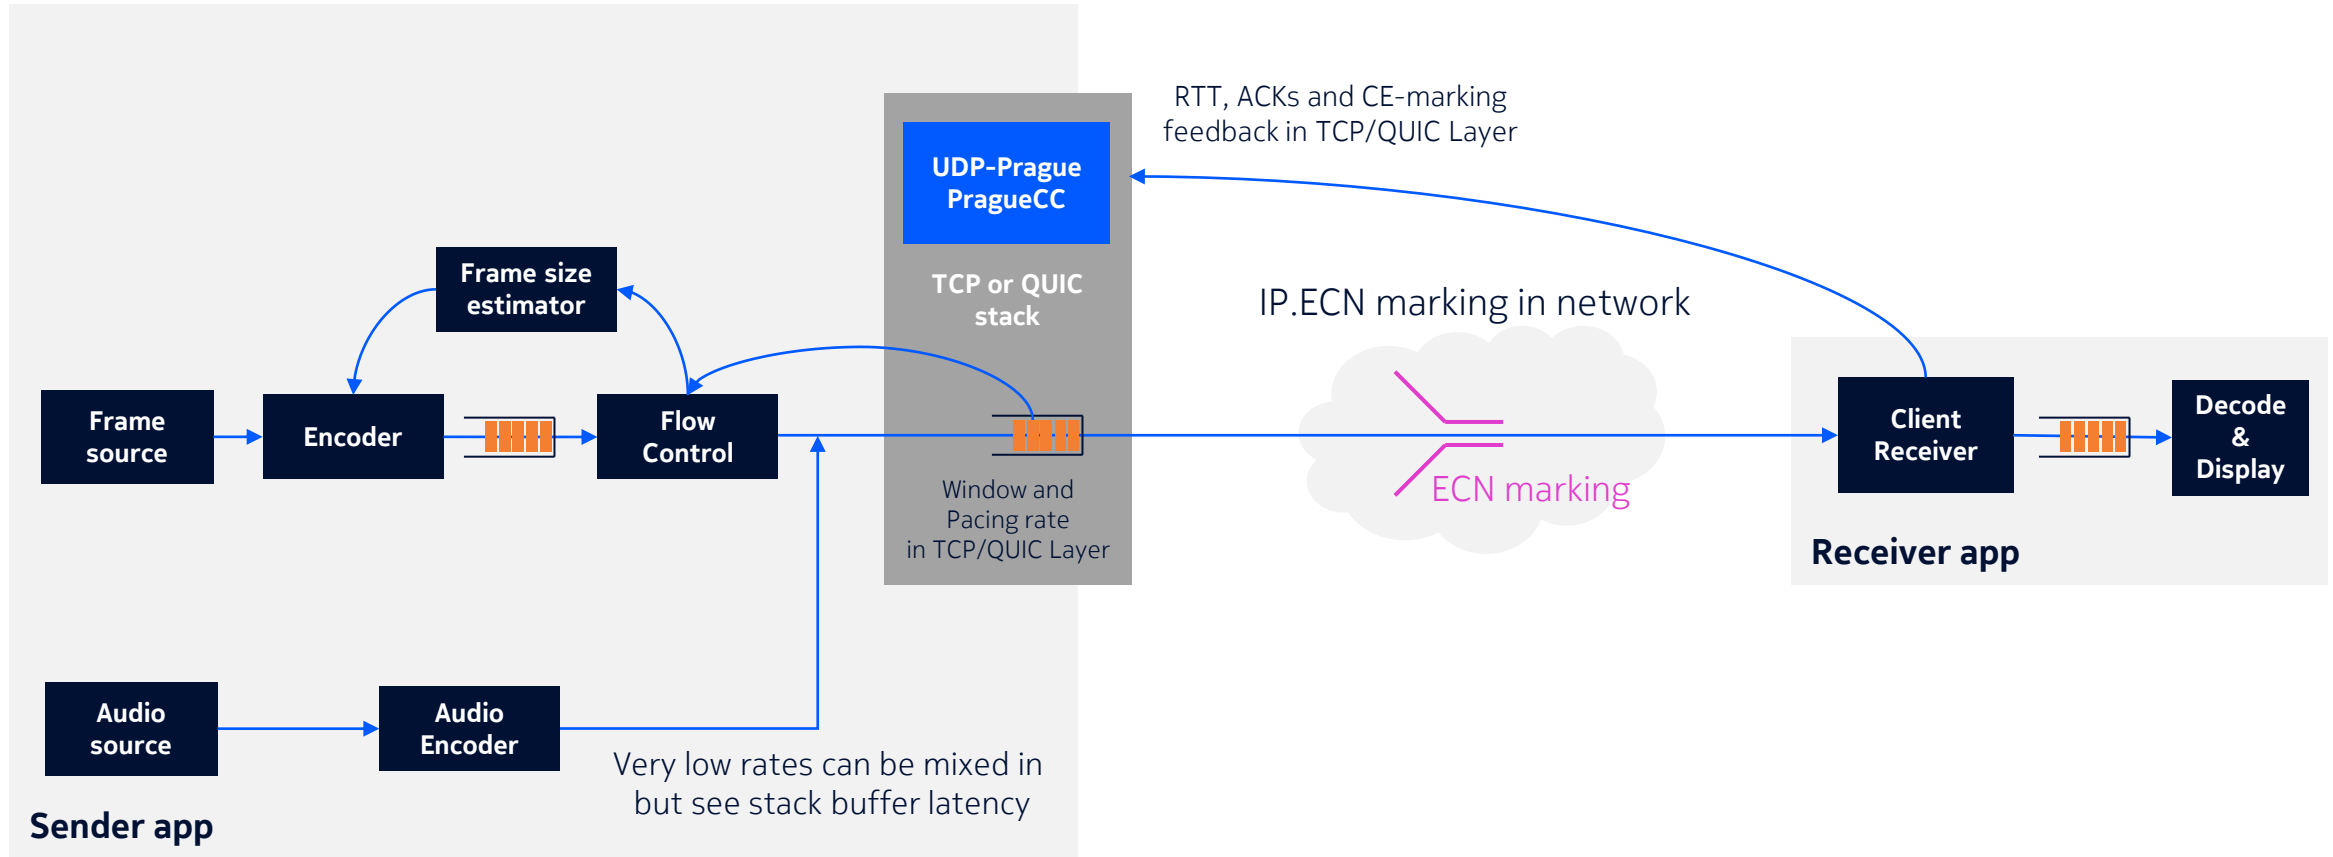 RTT, ACKs and CE-marking
feedback in TCP/QUIC Layer
UDP-Prague
PragueCC
TCP or QUIC
stack
Frame size
estimator
IP.ECN marking in network
Frame
source
Encoder
Flow
Control
Client
Receiver
Decode
&
Display
Window and
Pacing rate
in TCP/QUIC Layer
ECN marking
Receiver app
Audio
source
Audio
Encoder
Very low rates can be mixed in
but see stack buffer latency
Sender app